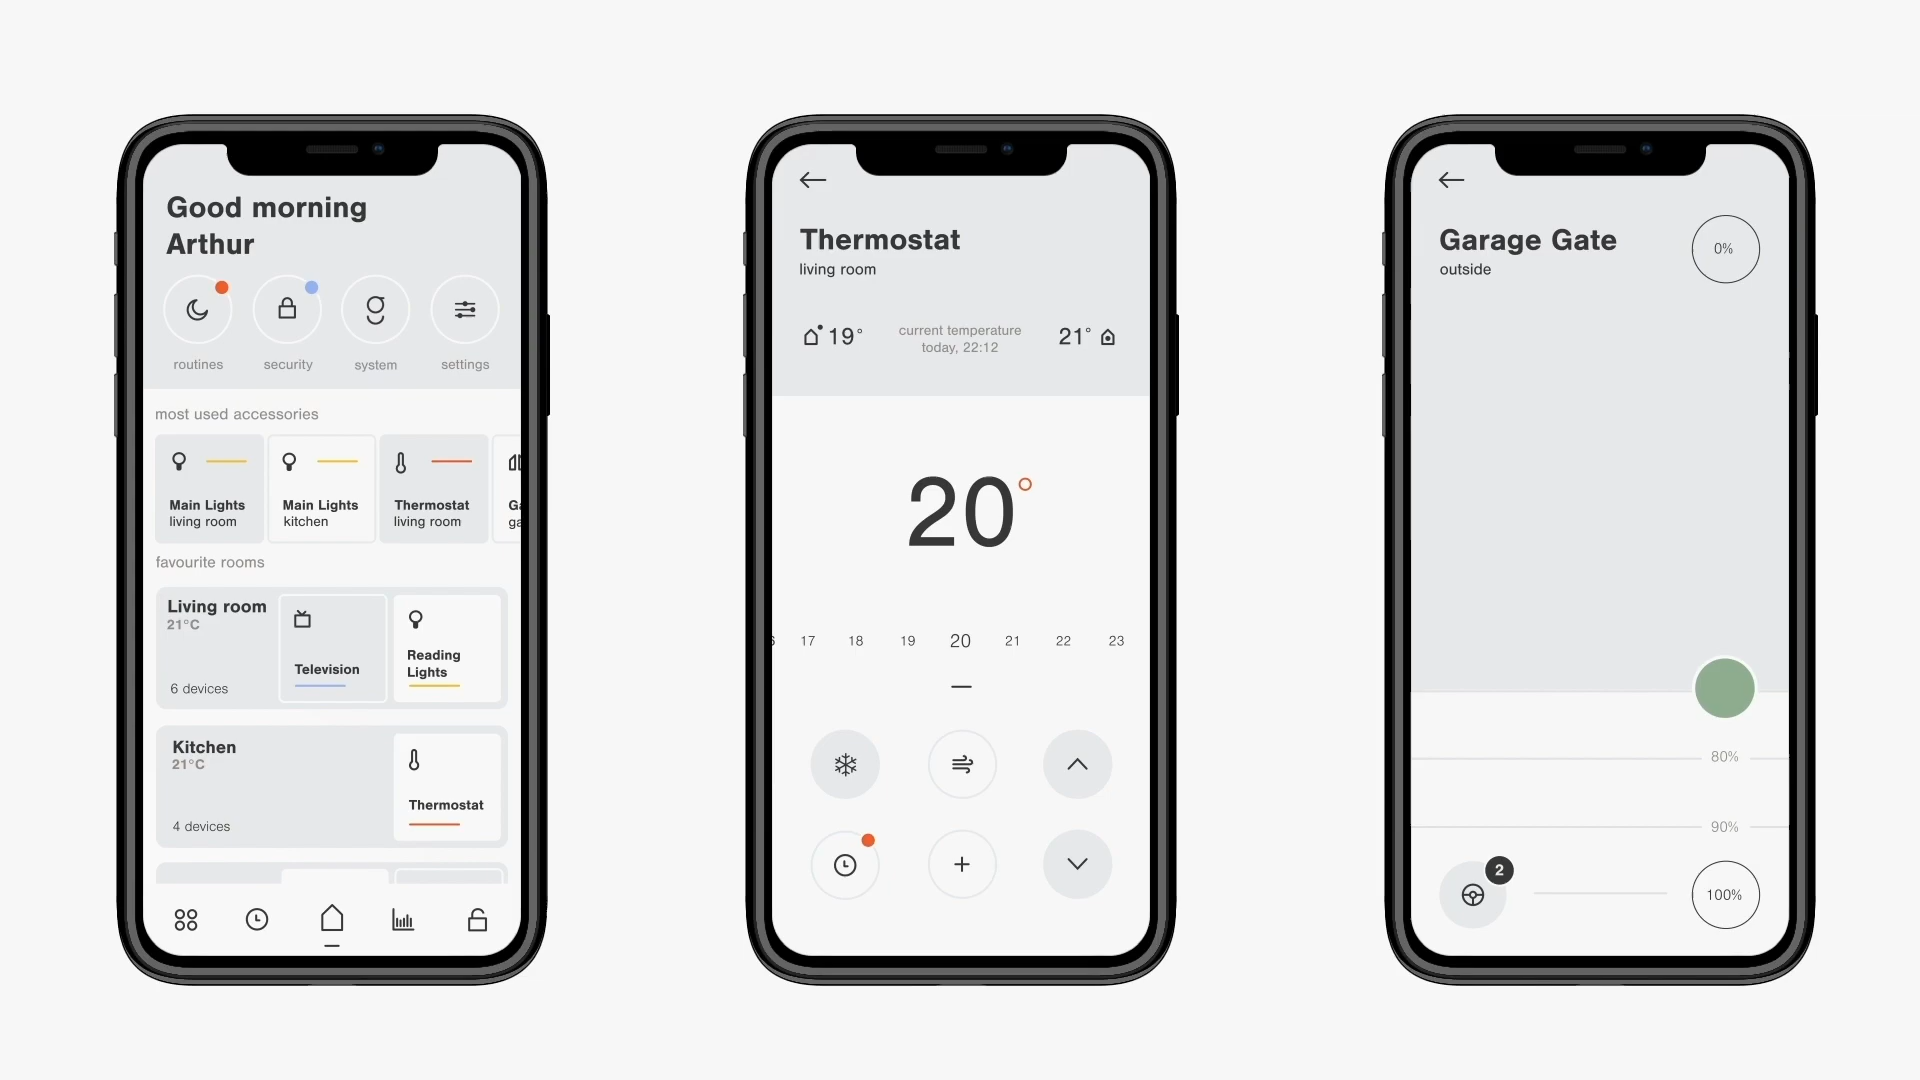 Good morning
Arthur
routines
security
system
settings
most used accessories
Main Lights
living room
Main Lights
kitchen
Thermostat
living room
Ga
ga
favourite rooms
Living room
21°C
6 devices
Television
Reading
Lights
Kitchen
21°C
4 devices
Thermostat
Thermostat
living room
19°
current temperature
today, 22:12
21°
20°
17 18 19 20 21 22 23
Garage Gate
outside
0%
80%
90%
2
100%